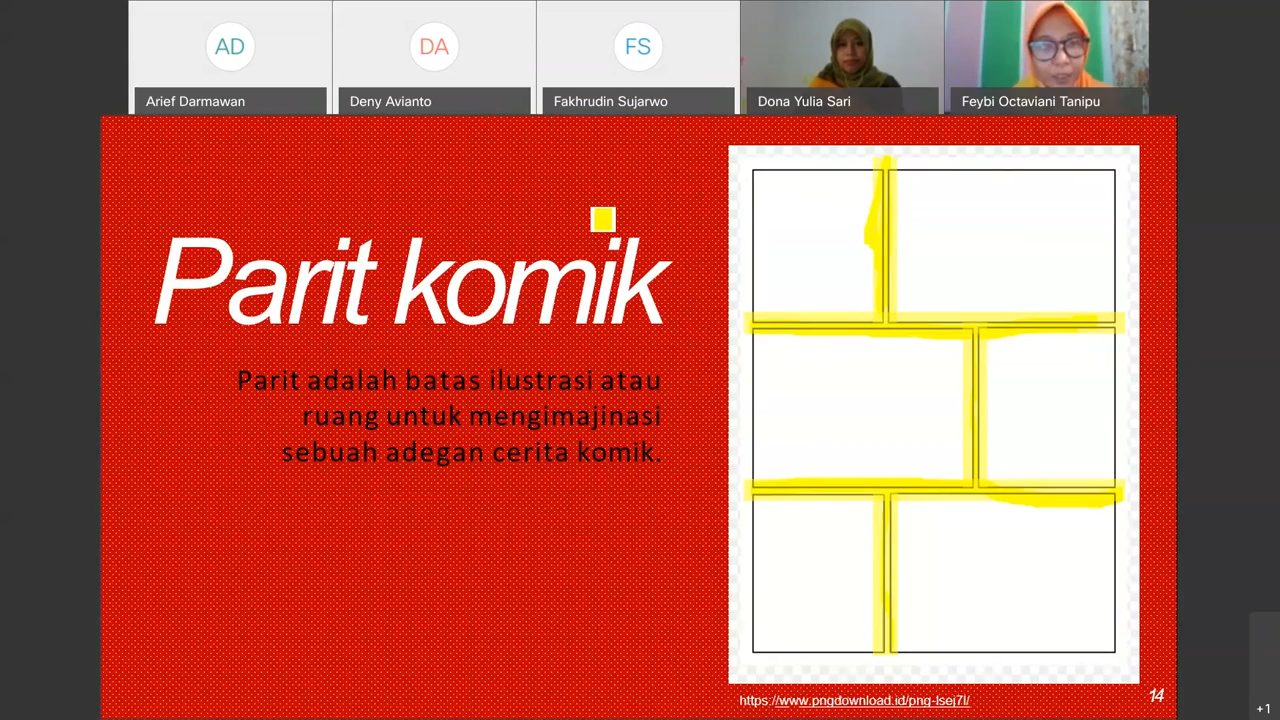 AD
DA
FS
Arief Darmawan
Deny Avianto
Fakhrudin Sujarwo
Dona Yulia Sari
Feybi Octaviani Tanipu
Parit komik
Parit adalah batas ilustrasi atau
ruang untuk mengimajinasi
sebuah adegan cerita komik.
https://www.pngdownload.id/png-lsej7l/
14
+1